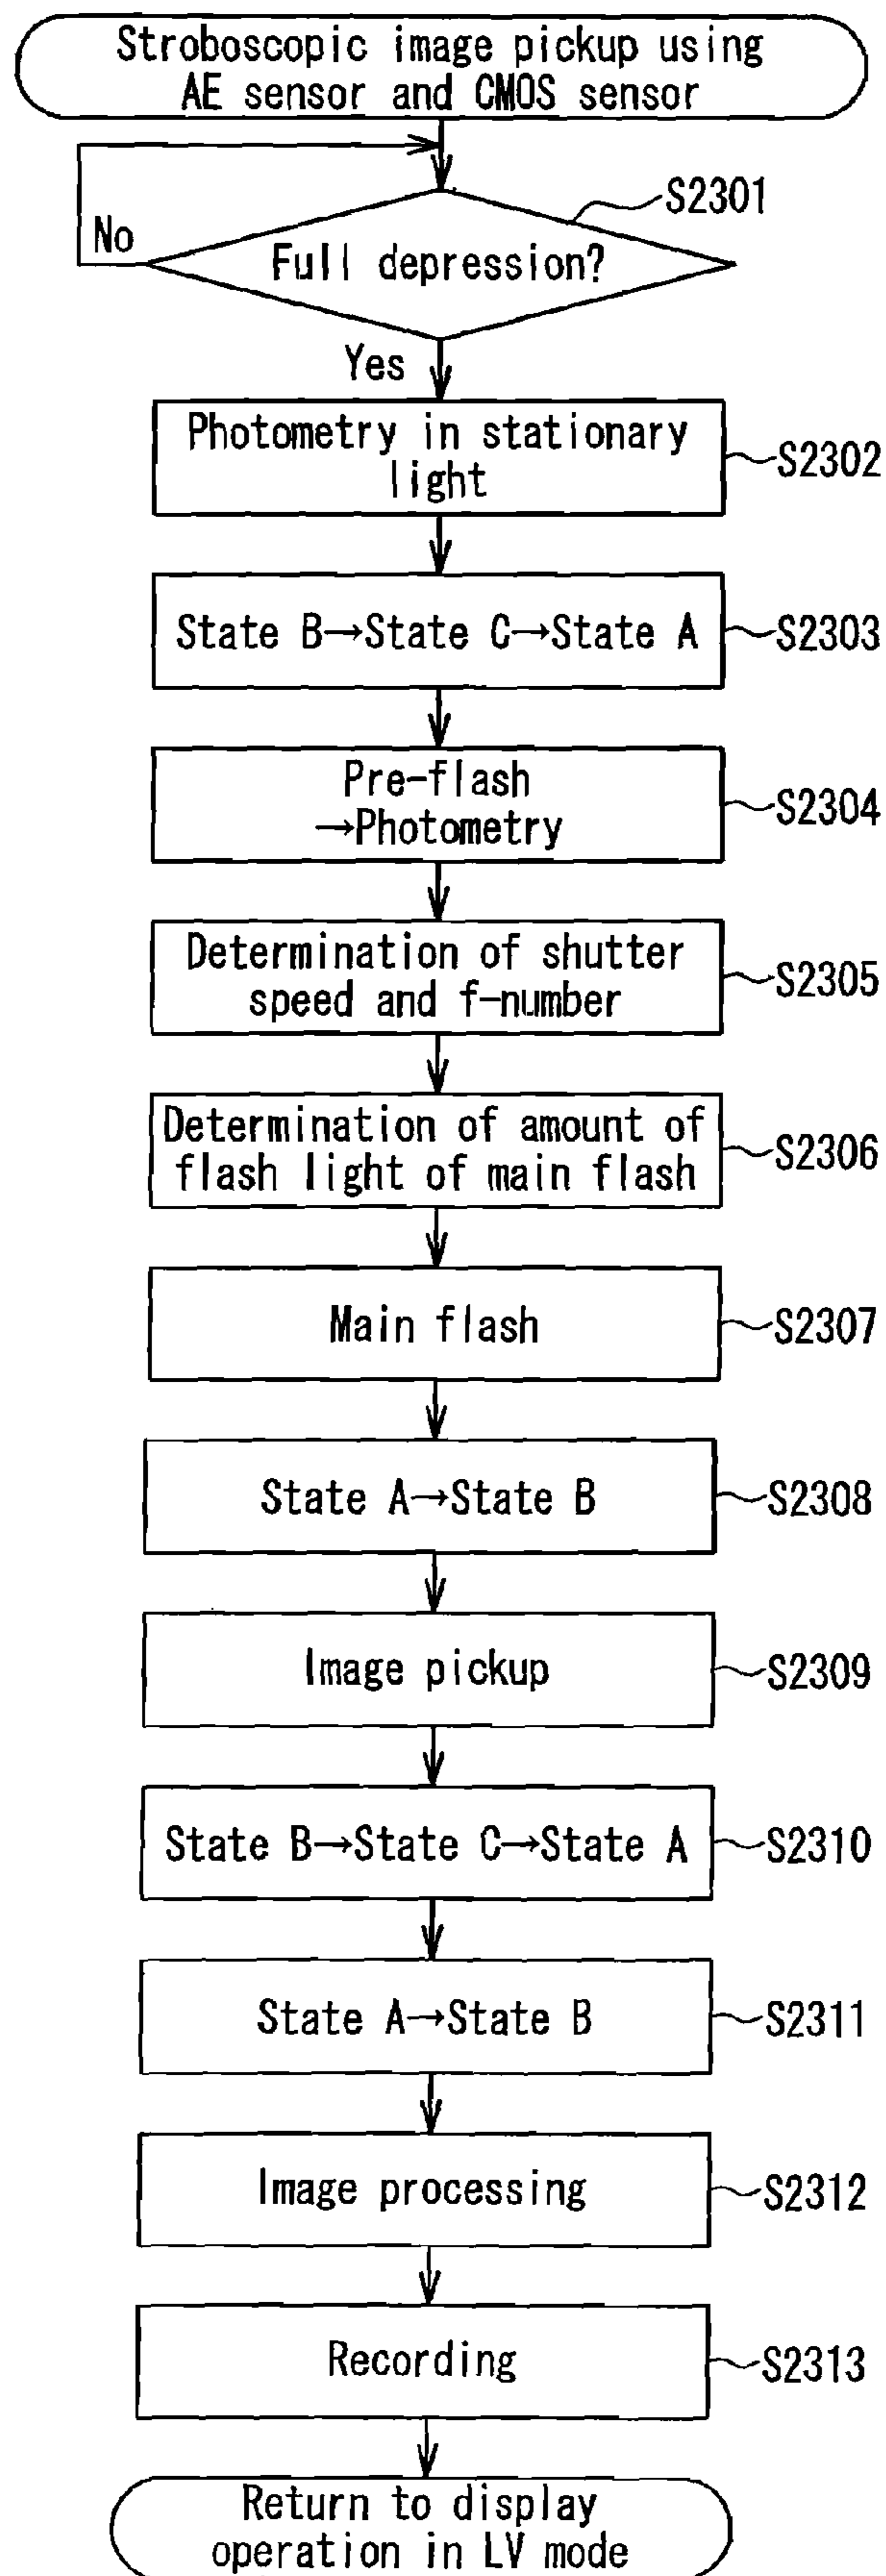 Stroboscopic image pickup using
AE sensor and CMOS sensor
S2301
No
Full depression?
Yes
Photometry in stationary
light
S2302
State B→State C→State A
S2303
Pre-flash
→Photometry
S2304
Determination of shutter
speed and f-number
S2305
Determination of amount of
flash light of main flash
S2306
Main flash
S2307
State A→State B
S2308
Image pickup
S2309
State B→State C→State A
S2310
State A→State B
S2311
Image processing
S2312
Recording
S2313
Return to display
operation in LV mode